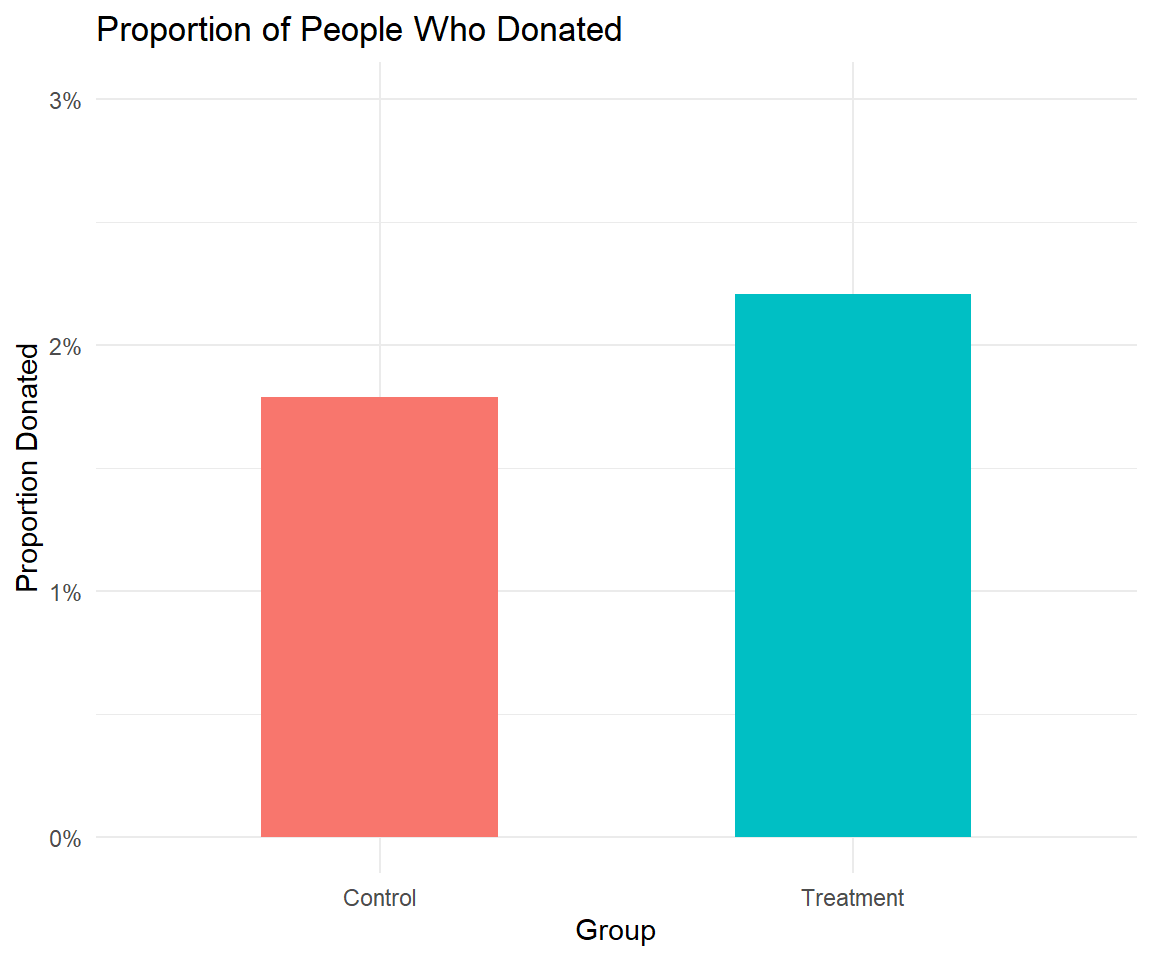 Proportion of People Who Donated
Proportion Donated
3%
2%
1%
0%
Control
Treatment
Group